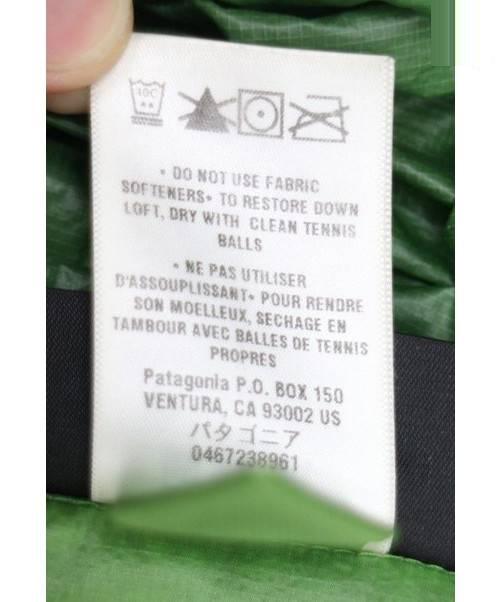 40C
• DO NOT USE FABRIC
SOFTENERS• TO RESTORE DOWN
LOFT, DRY WITH CLEAN TENNIS
BALLS
• NE PAS UTILISER
D'ASSOUPLISSANT• POUR RENDRE
SON MOELLEUX, SECHAGE EN
TAMBOUR AVEC BALLES DE TENNIS
PROPRES
Patagonia P.O. BOX 150
VENTURA, CA 93002 US
パタゴニア
0467238961